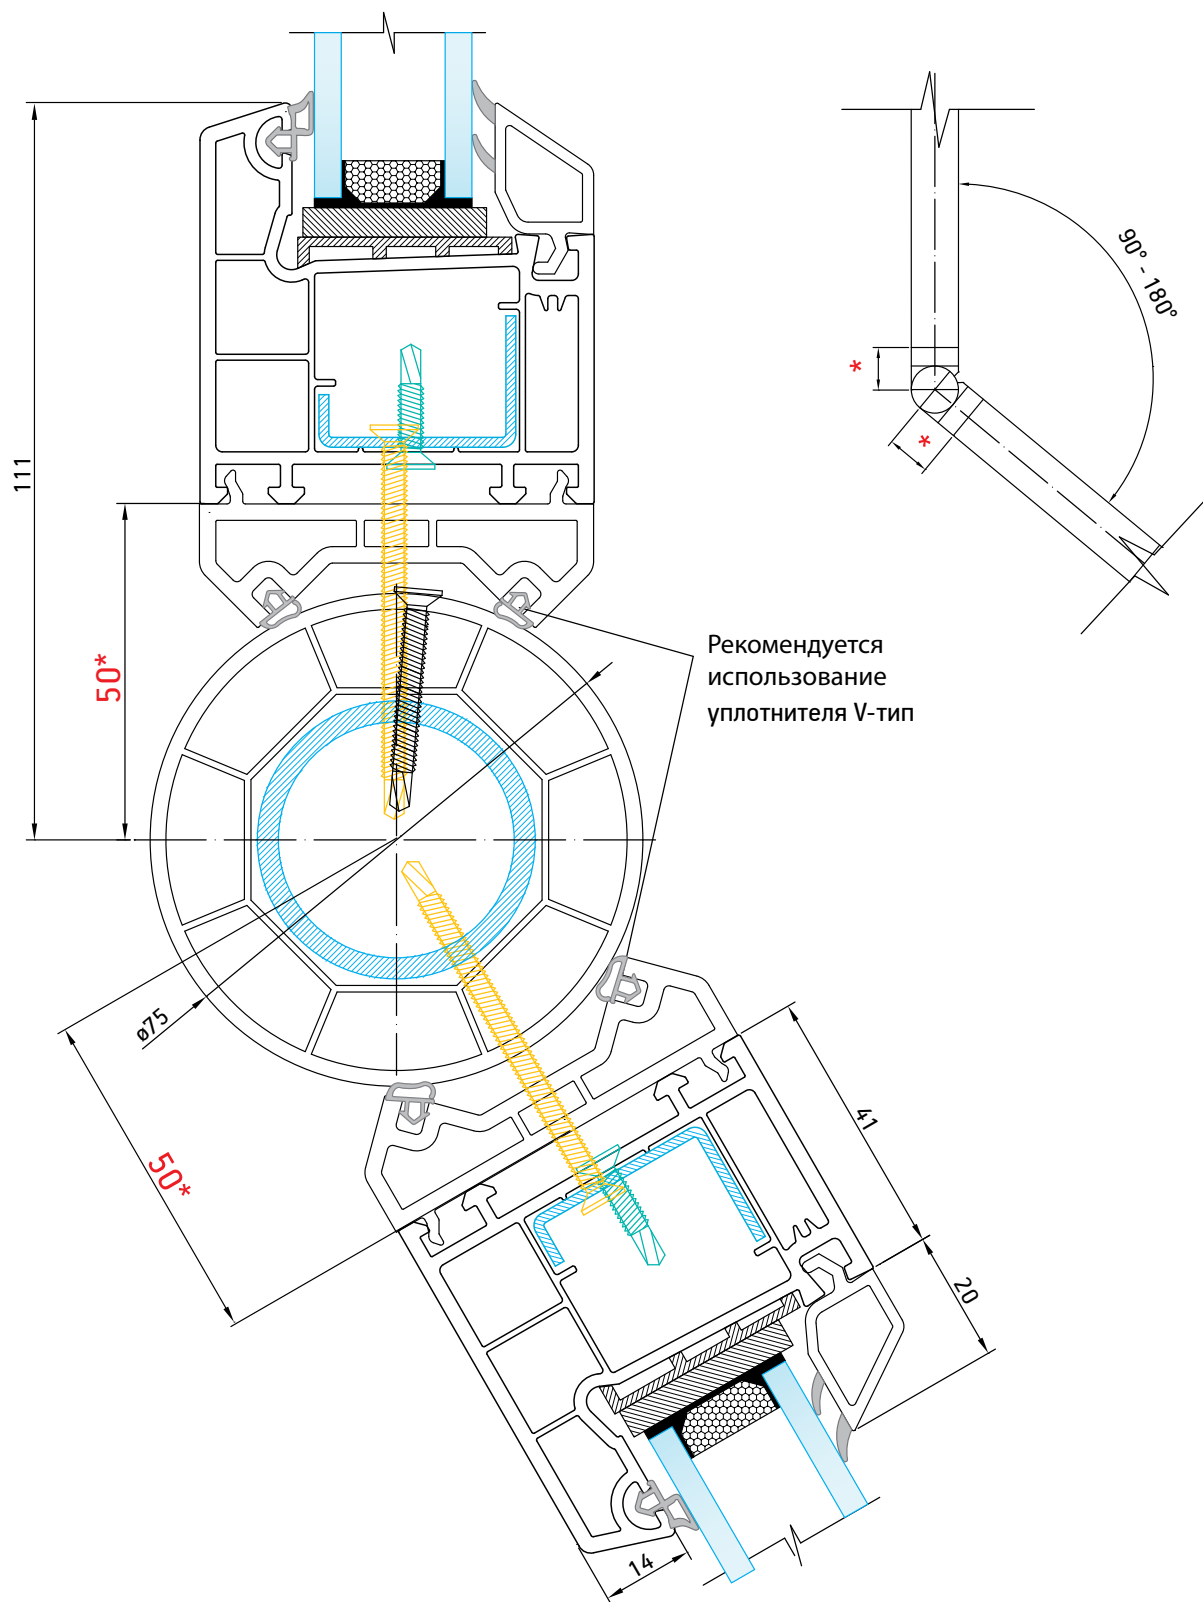 90° - 180°
*
*
111
50*
Рекомендуется
использование
уплотнителя V-тип
ø75
50*
41
20
14